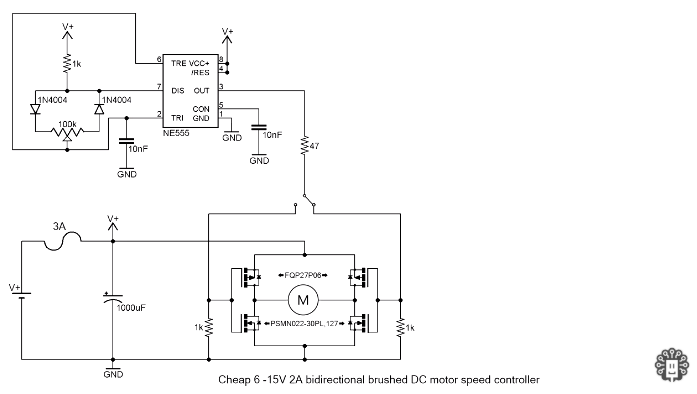 V+
V+
1k
6
TRE VCC+
8
/RES
4
1N4004
1N4004
7
DIS
OUT
3
100k
CON
5
2
TRI
GND
1
10nF
NE555
GND
10nF
GND
GND
47
3A
V+
V+
1000uF
FQP27P06
M
PSMN022-30PL,127
1k
1k
GND
Cheap 6 -15V 2A bidirectional brushed DC motor speed controller